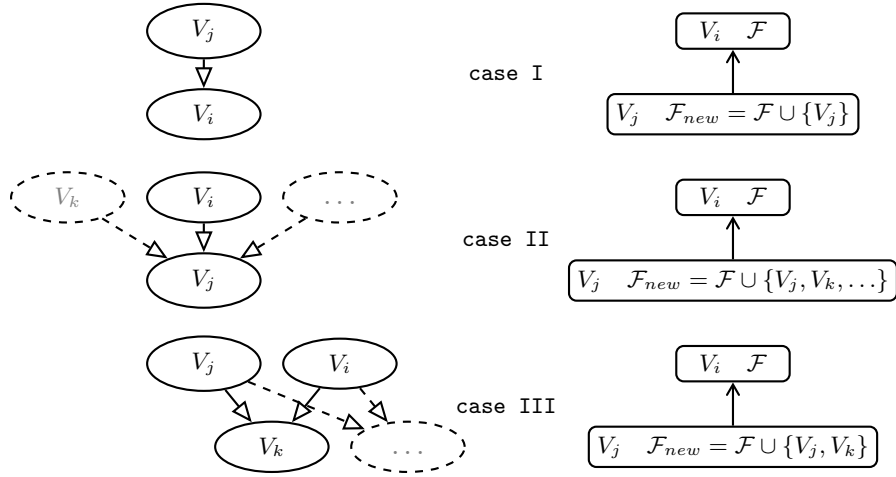 V_j
V_i
case I
V_i F
V_j F_new = F ∪ {V_j}
V_k V_i ...
V_j
case II
V_i F
V_j F_new = F ∪ {V_j, V_k, ...}
V_j V_i
V_k ...
case III
V_i F
V_j F_new = F ∪ {V_j, V_k}